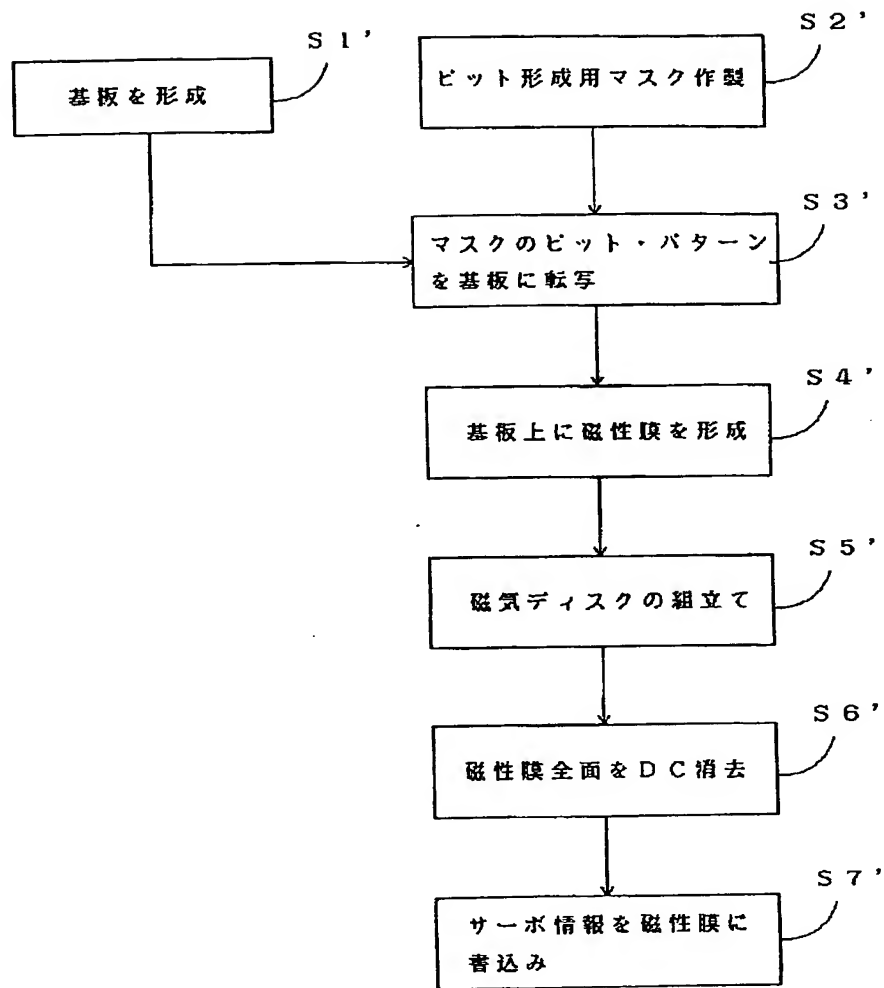 S1'
基板を形成
S2'
ピット形成用マスク作製
S3'
マスクのピット・パターン
を基板に転写
S4'
基板上に磁性膜を形成
S5'
磁気ディスクの組立て
S6'
磁性膜全面をDC消去
S7'
サーボ情報を磁性膜に
書込み